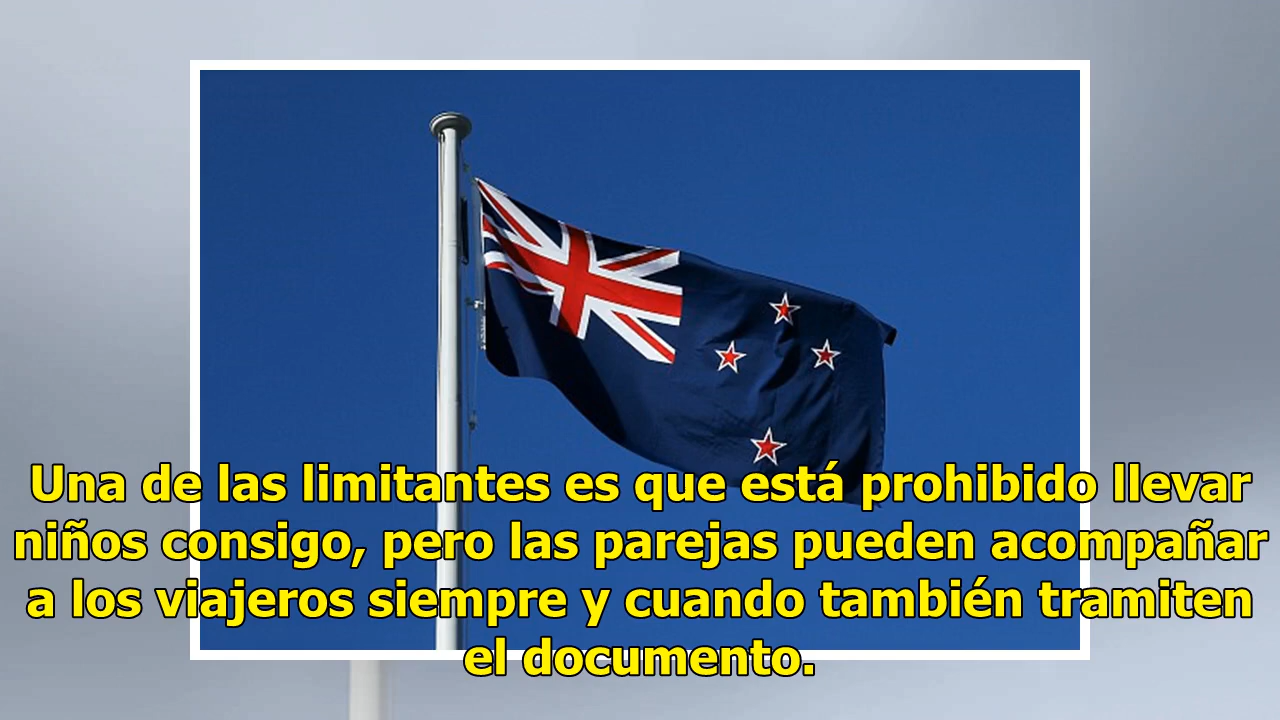 Una de las limitantes es que está prohibido llevar
niños consigo, pero las parejas pueden acompañar
a los viajeros siempre y cuando también tramiten
el documento.